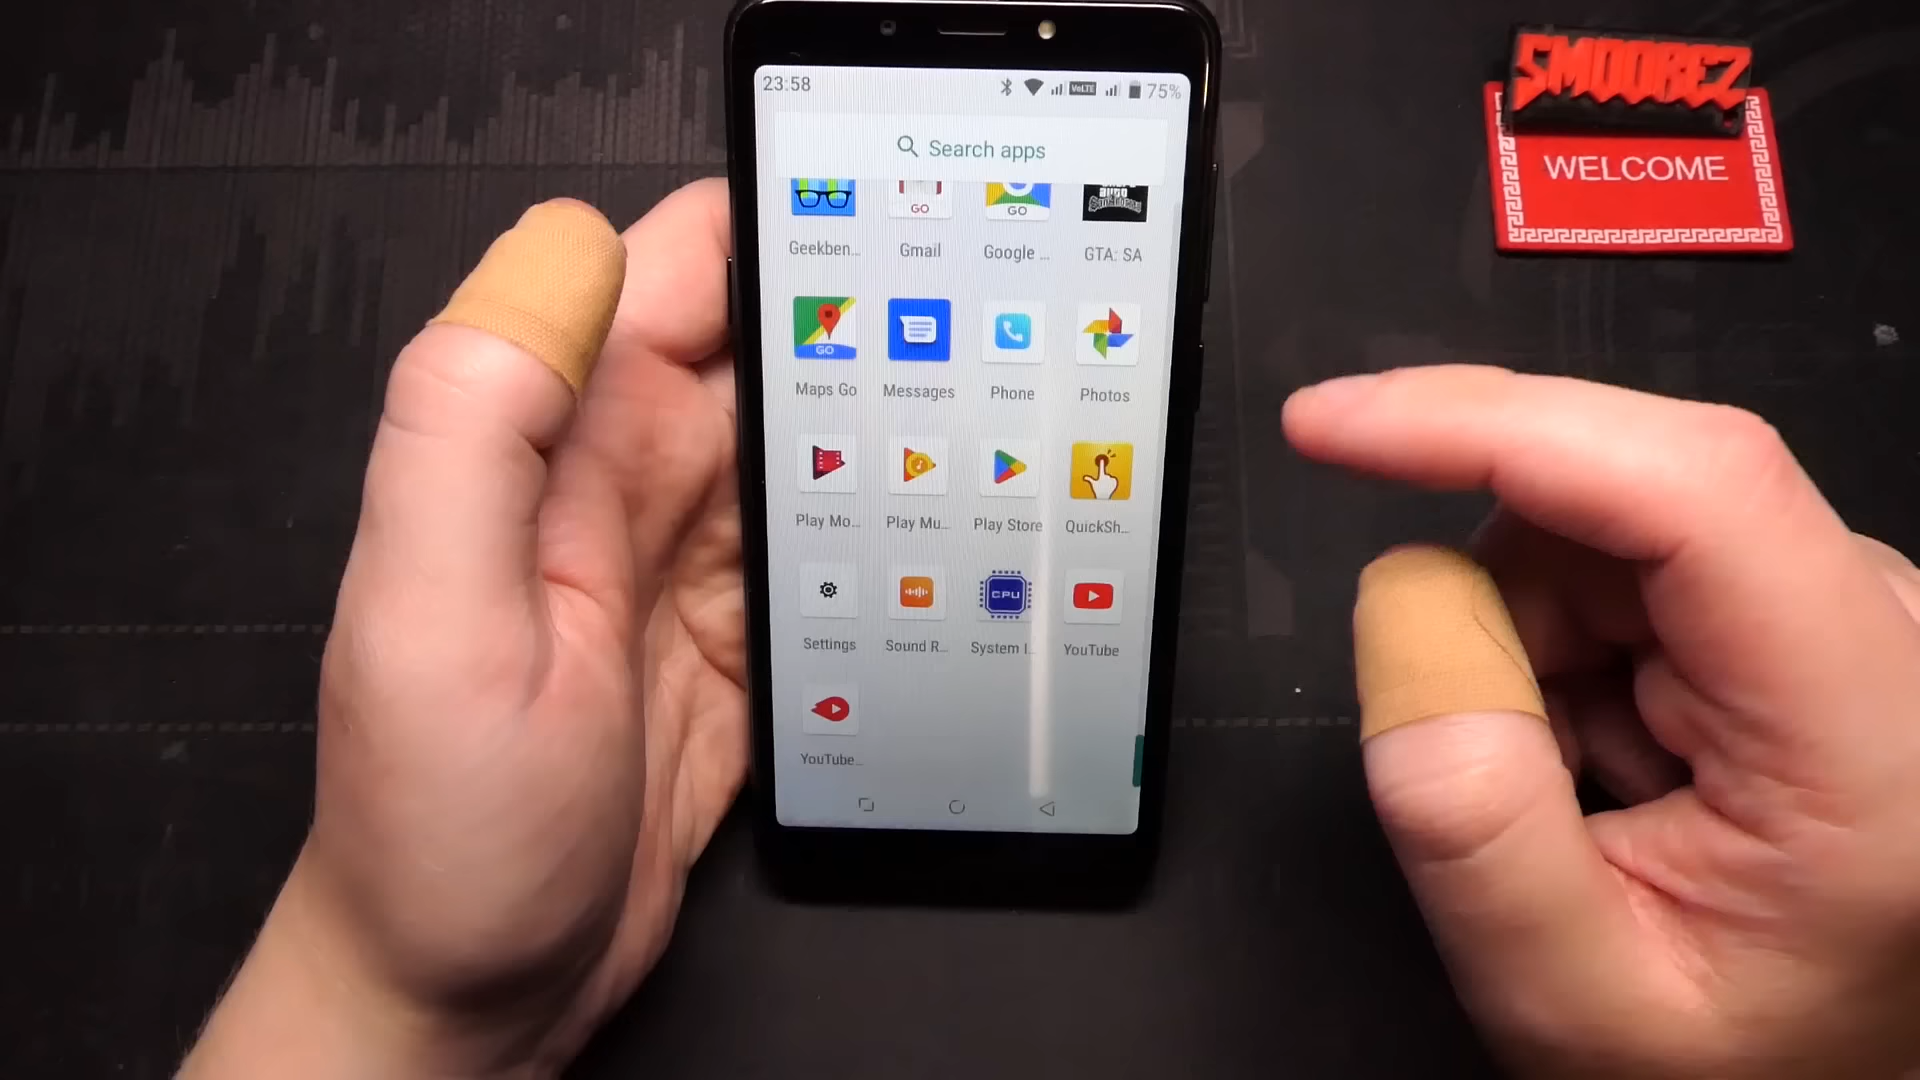 23:58
VoLTE
75%
Search apps
GO
GO
Geekben...
Gmail
Google ...
GTA: SA
GO
Maps Go
Messages
Phone
Photos
Play Mo...
Play Mu...
Play Store
QuickSh...
CPU
Settings
Sound R...
System I...
YouTube
YouTube...
SMOOREZ
WELCOME